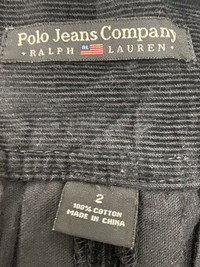 Polo Jeans Company
• RALPH LAUREN •
2
100% COTTON
MADE IN CHINA